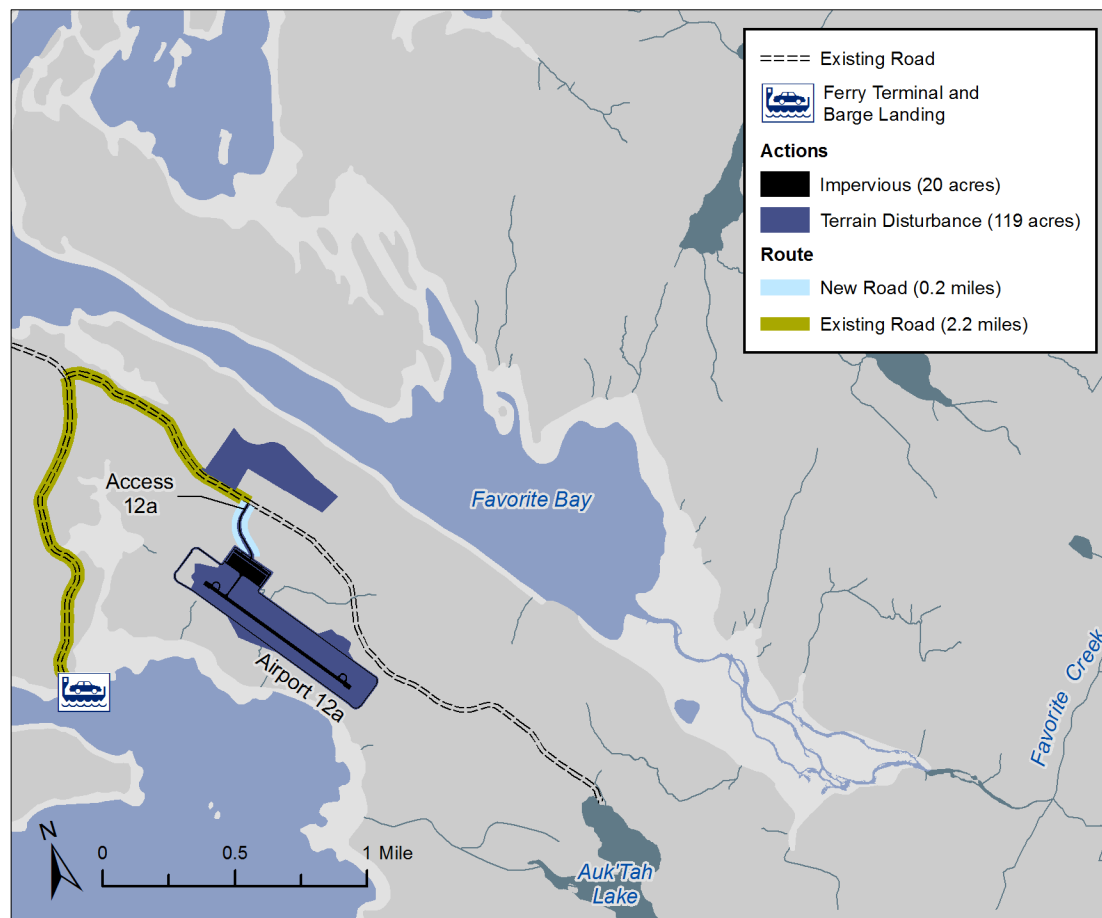 Existing Road
Ferry Terminal and
Barge Landing
Actions
Impervious (20 acres)
Terrain Disturbance (119 acres)
Route
New Road (0.2 miles)
Existing Road (2.2 miles)
Access
12a
Favorite Bay
Airport 12a
Favorite Creek
Auk'Tah
Lake
N
0 0.5 1 Mile